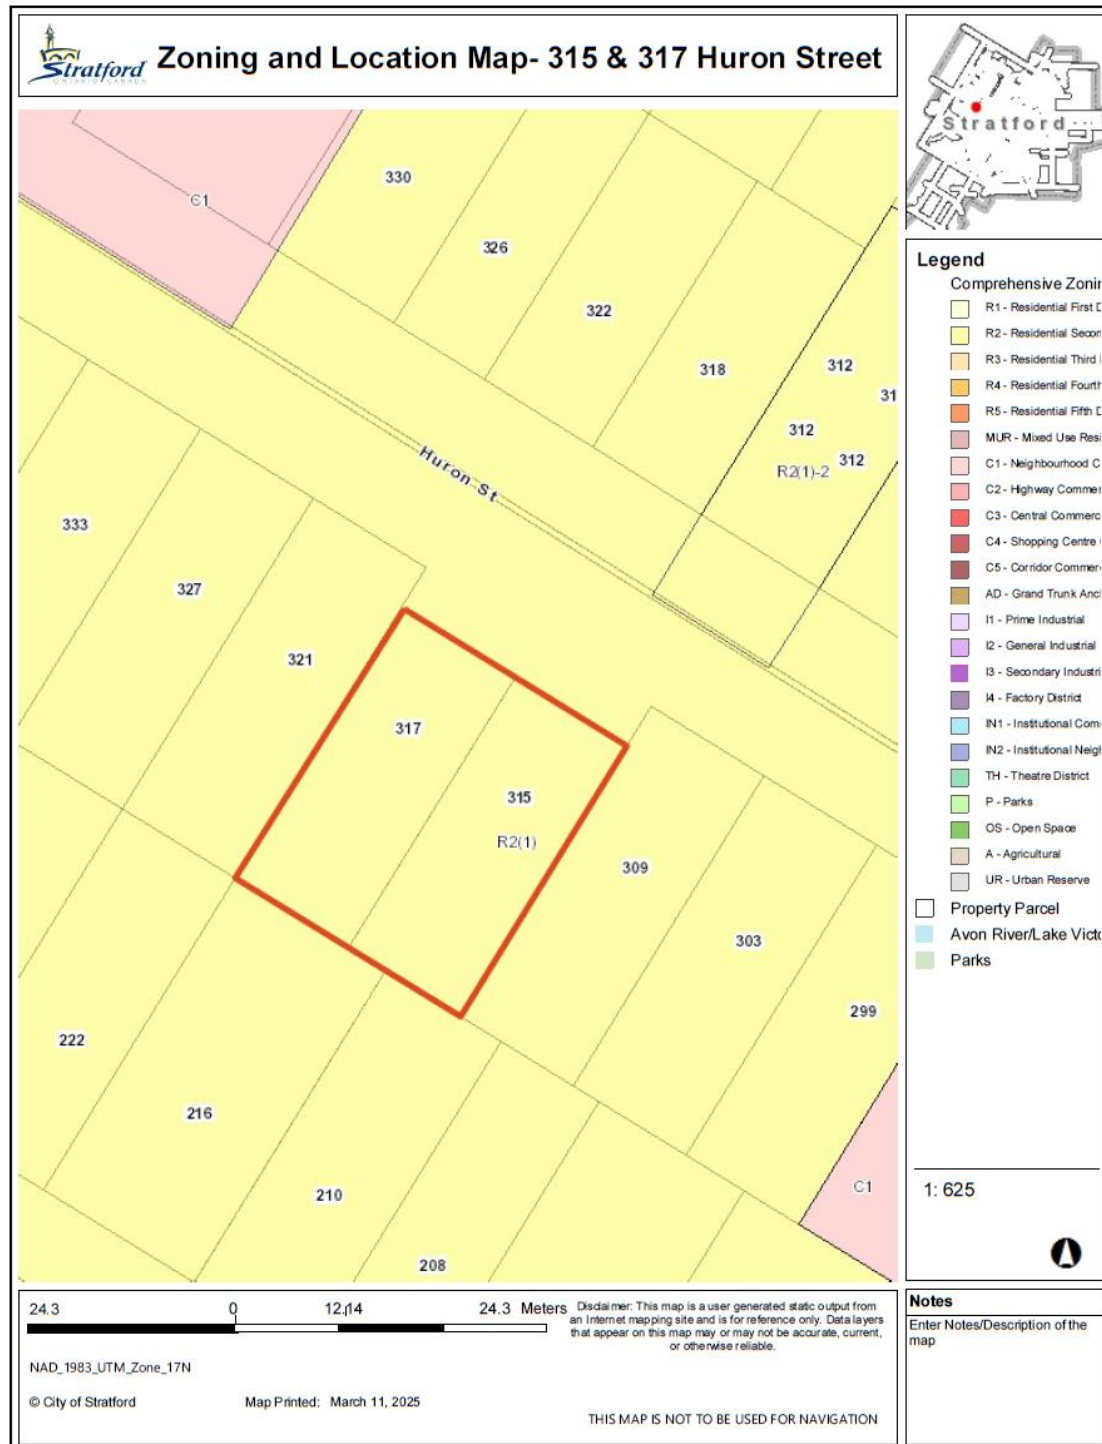 Stratford
ONTARIO CANADA
Zoning and Location Map- 315 & 317 Huron Street
Stratford
C1
330
326
322
318
312
31
312
312
R2(1)-2
Huron St
333
327
321
317
315
R2(1)
309
303
299
222
216
210
208
C1
Legend
Comprehensive Zonin
R1 - Residential First D
R2 - Residential Secon
R3 - Residential Third
R4 - Residential Fourth
R5 - Residential Fifth D
MUR - Mixed Use Resi
C1 - Neighbourhood C
C2 - Highway Commer
C3 - Central Commerc
C4 - Shopping Centre
C5 - Corridor Commer
AD - Grand Trunk Anc
I1 - Prime Industrial
I2 - General Industrial
I3 - Secondary Industri
I4 - Factory District
IN1 - Institutional Com
IN2 - Institutional Neigh
TH - Theatre District
P - Parks
OS - Open Space
A - Agricultural
UR - Urban Reserve
Property Parcel
Avon River/Lake Victo
Parks
1: 625
24.3 0 12.14 24.3 Meters
NAD_1983_UTM_Zone_17N
© City of Stratford Map Printed: March 11, 2025
Disclaimer: This map is a user generated static output from
an Internet mapping site and is for reference only. Data layers
that appear on this map may or may not be accurate, current,
or otherwise reliable.
THIS MAP IS NOT TO BE USED FOR NAVIGATION
Notes
Enter Notes/Description of the
map